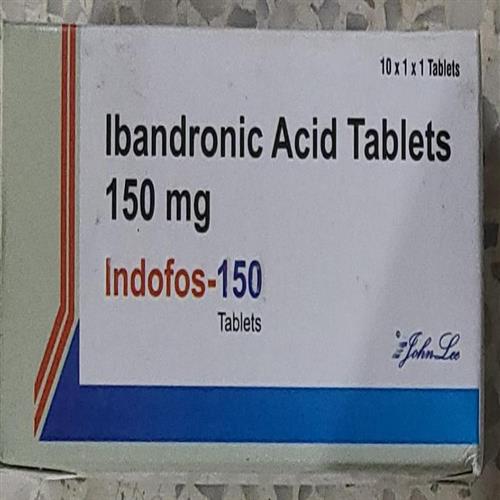 10 x 1 x 1 Tablets
Ibandronic Acid Tablets
150 mg
Indofos-150
Tablets
John Lee